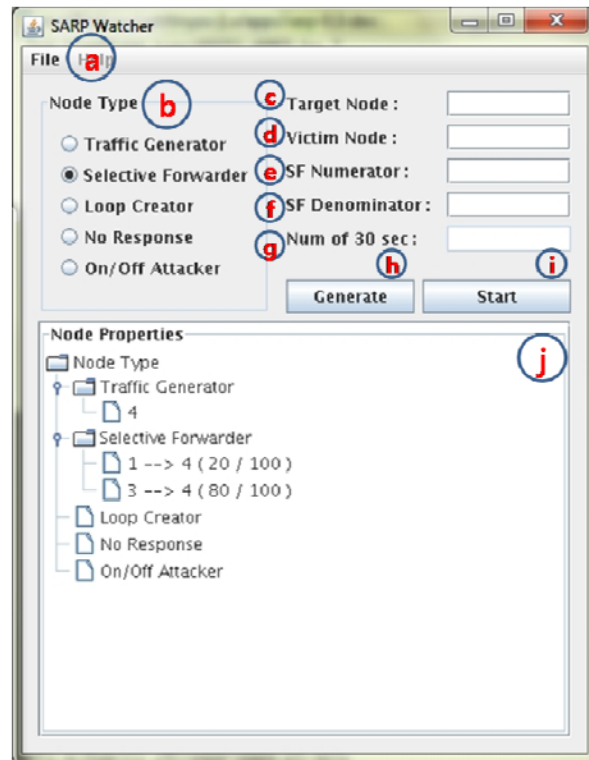 SARP Watcher
File a
Node Type b
Traffic Generator
Selective Forwarder
Loop Creator
No Response
On/Off Attacker
c Target Node :
d Victim Node :
e SF Numerator :
f SF Denominator :
g Num of 30 sec :
h i
Generate Start
Node Properties j
Node Type
Traffic Generator
4
Selective Forwarder
1 --> 4 ( 20 / 100 )
3 --> 4 ( 80 / 100 )
Loop Creator
No Response
On/Off Attacker